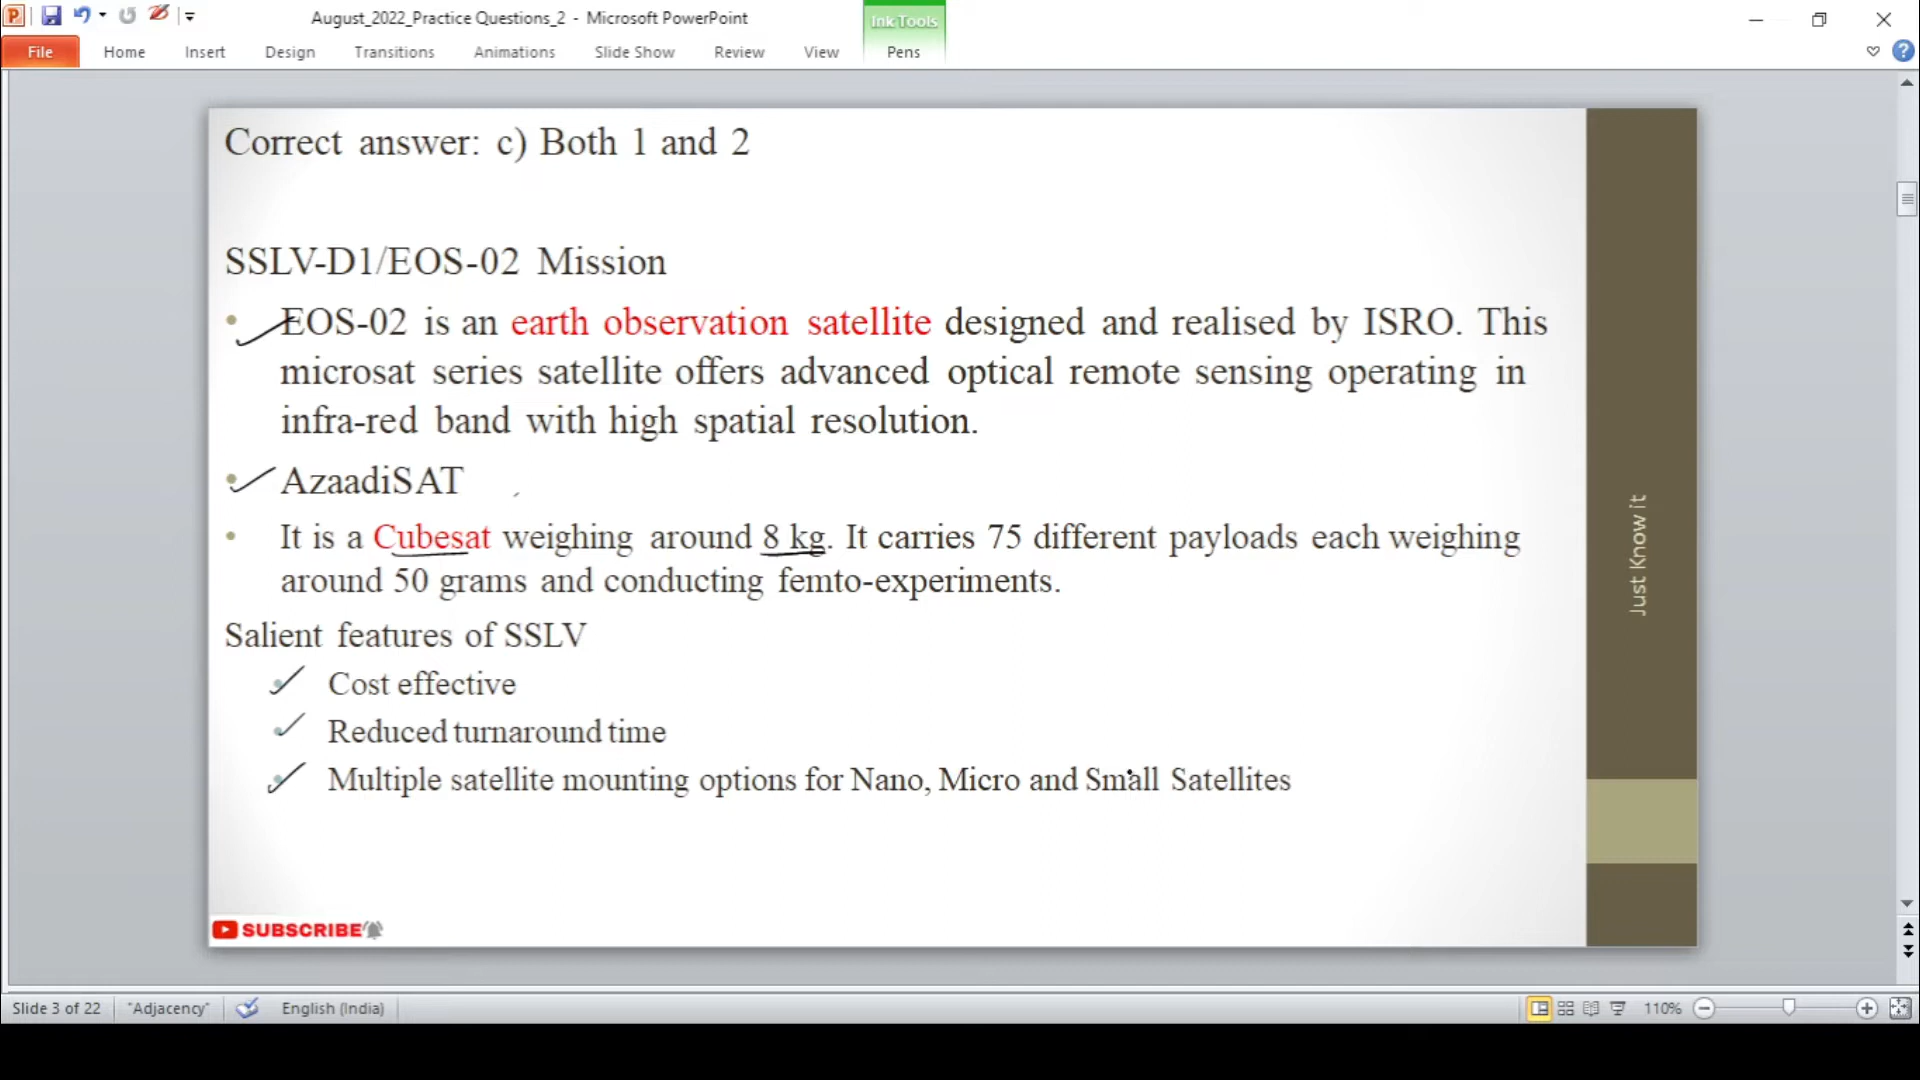 August_2022_Practice Questions_2 - Microsoft PowerPoint
Ink Tools
File Home Insert Design Transitions Animations Slide Show Review View Pens
Correct answer: c) Both 1 and 2
SSLV-D1/EOS-02 Mission
EOS-02 is an earth observation satellite designed and realised by ISRO. This
microsat series satellite offers advanced optical remote sensing operating in
infra-red band with high spatial resolution.
AzaadiSAT
It is a Cubesat weighing around 8 kg. It carries 75 different payloads each weighing
around 50 grams and conducting femto-experiments.
Salient features of SSLV
Cost effective
Reduced turnaround time
Multiple satellite mounting options for Nano, Micro and Small Satellites
Just Know it
SUBSCRIBE
Slide 3 of 22 "Adjacency" English (India) 110%